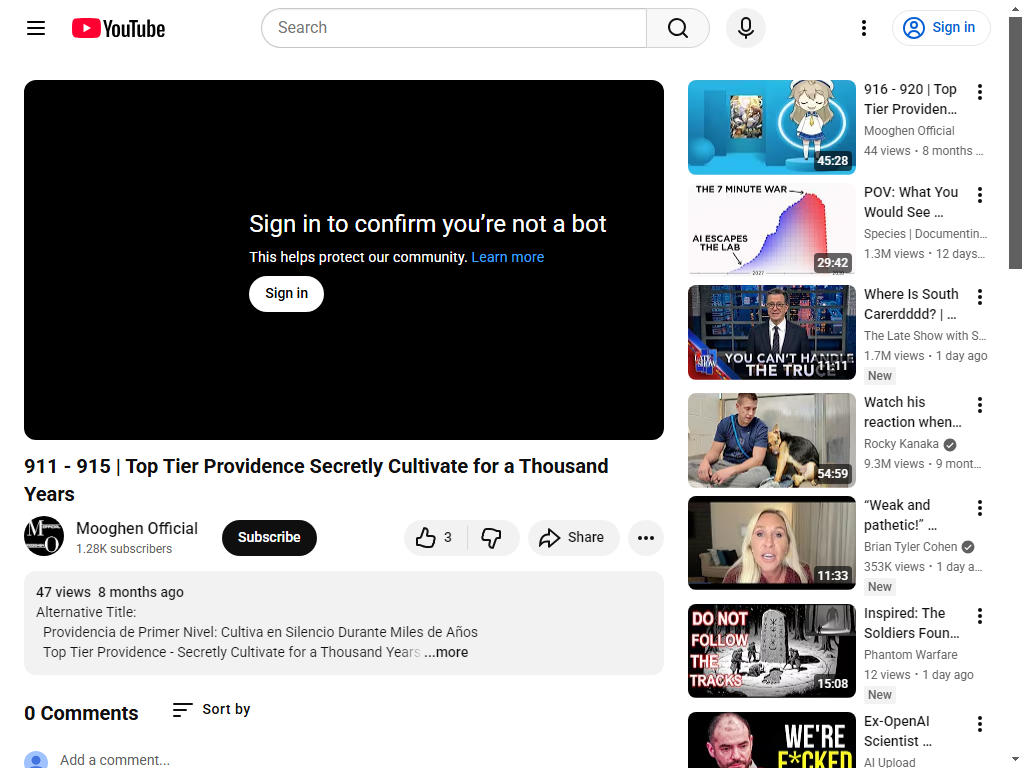 YouTube
Search
Sign in
Sign in to confirm you’re not a bot
This helps protect our community. Learn more
Sign in
911 - 915 | Top Tier Providence Secretly Cultivate for a Thousand
Years
Mooghen Official
1.28K subscribers
Subscribe
3
Share
47 views 8 months ago
Alternative Title:
Providencia de Primer Nivel: Cultiva en Silencio Durante Miles de Años
Top Tier Providence - Secretly Cultivate for a Thousand Years ...more
0 Comments
Sort by
Add a comment...
45:28
916 - 920 | Top
Tier Providen...
Mooghen Official
44 views • 8 months ...
THE 7 MINUTE WAR
AI ESCAPES
THE LAB
2027
29:42
POV: What You
Would See ...
Species | Documentin...
1.3M views • 12 days...
LATE SHOW
YOU CAN'T HANDLE
THE TRUCE
11:11
Where Is South
Carerdddd? | ...
The Late Show with S...
1.7M views • 1 day ago
New
54:59
Watch his
reaction when...
Rocky Kanaka
9.3M views • 9 mont...
11:33
“Weak and
pathetic!” ...
Brian Tyler Cohen
353K views • 1 day a...
New
DO NOT
FOLLOW
THE
TRACKS
15:08
Inspired: The
Soldiers Foun...
Phantom Warfare
12 views • 1 day ago
New
WE'RE
F*CKED
Ex-OpenAI
Scientist ...
AI Upload